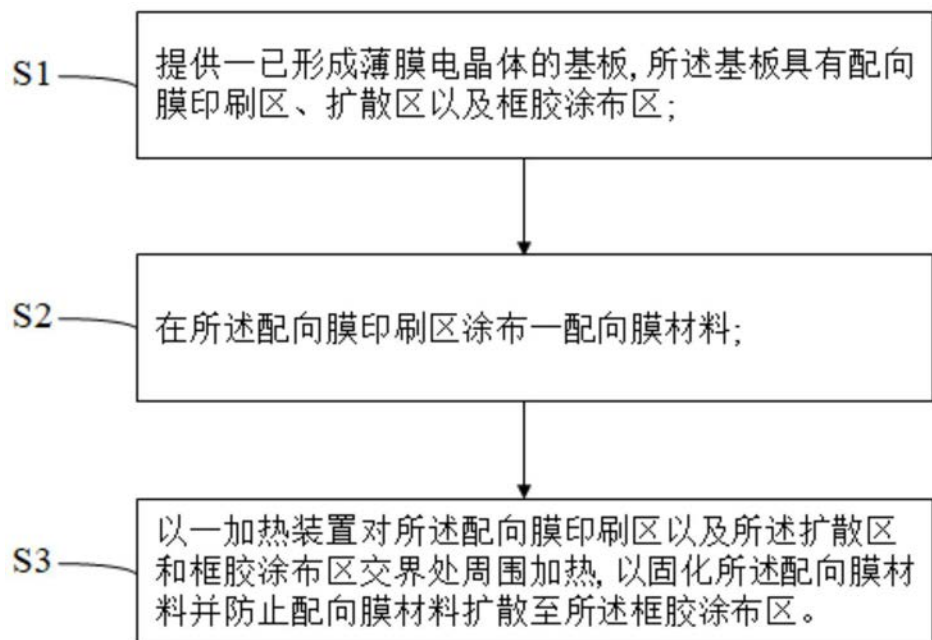 S1
提供一已形成薄膜电晶体的基板,所述基板具有配向
膜印刷区、扩散区以及框胶涂布区;
S2
在所述配向膜印刷区涂布一配向膜材料;
S3
以一加热装置对所述配向膜印刷区以及所述扩散区
和框胶涂布区交界处周围加热,以固化所述配向膜材
料并防止配向膜材料扩散至所述框胶涂布区。